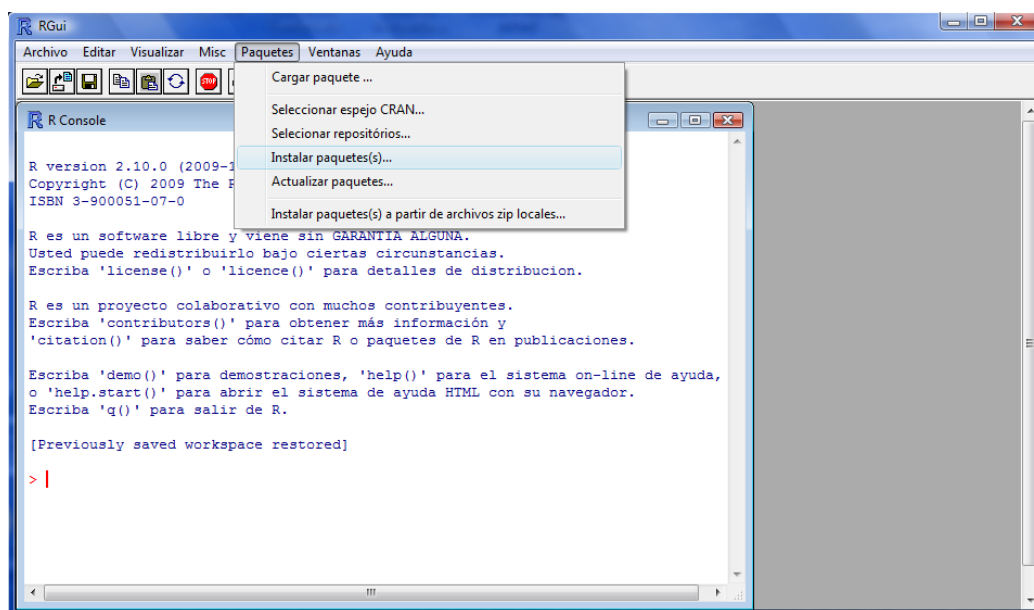 RGui
Archivo Editar Visualizar Misc Paquetes Ventanas Ayuda
STOP
Cargar paquete ...
Seleccionar espejo CRAN...
Selecionar repositórios...
Instalar paquetes(s)...
Actualizar paquetes...
Instalar paquetes(s) a partir de archivos zip locales...
R Console
R version 2.10.0 (2009-1
Copyright (C) 2009 The
ISBN 3-900051-07-0
R es un software libre y viene sin GARANTIA ALGUNA.
Usted puede redistribuirlo bajo ciertas circunstancias.
Escriba 'license()' o 'licence()' para detalles de distribucion.
R es un proyecto colaborativo con muchos contribuyentes.
Escriba 'contributors()' para obtener más información y
'citation()' para saber cómo citar R o paquetes de R en publicaciones.
Escriba 'demo()' para demostraciones, 'help()' para el sistema on-line de ayuda,
o 'help.start()' para abrir el sistema de ayuda HTML con su navegador.
Escriba 'q()' para salir de R.
[Previously saved workspace restored]
>